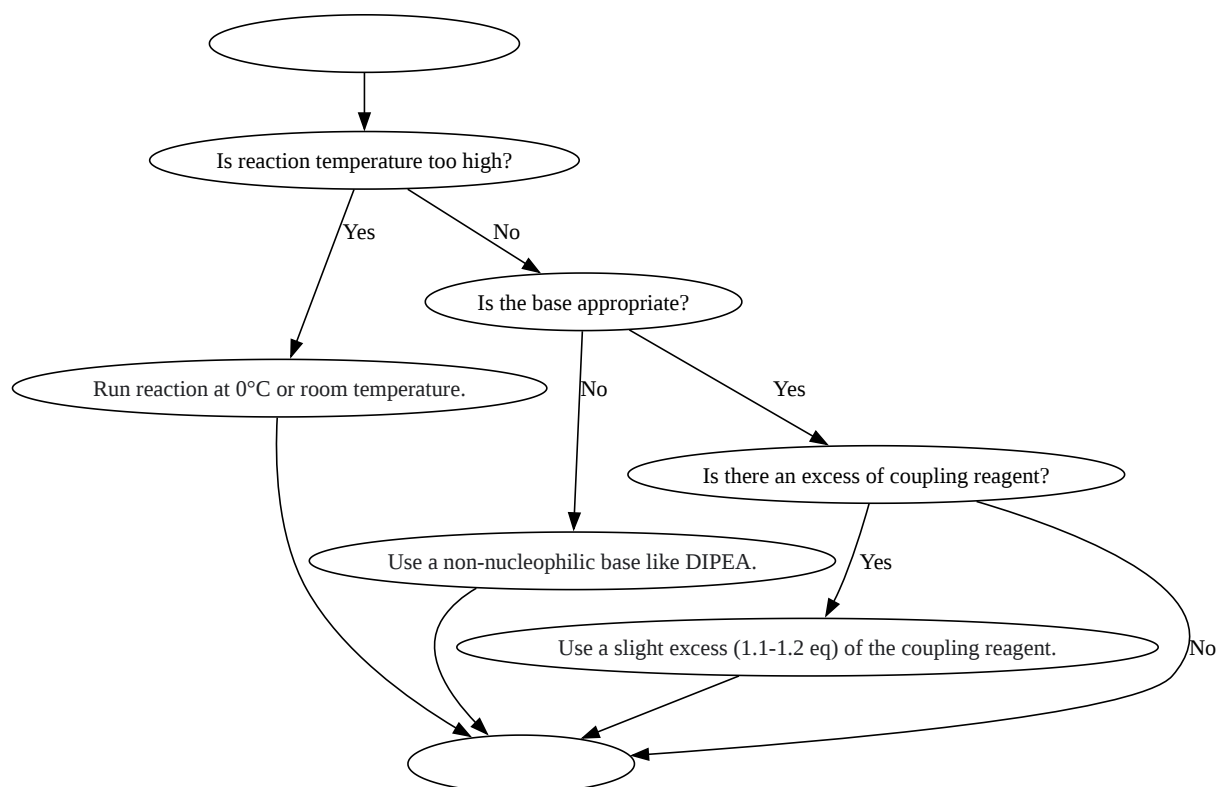 Is reaction temperature too high?
Yes
No
Is the base appropriate?
Run reaction at 0°C or room temperature.
No
Yes
Is there an excess of coupling reagent?
Use a non-nucleophilic base like DIPEA.
Yes
Use a slight excess (1.1-1.2 eq) of the coupling reagent.
No